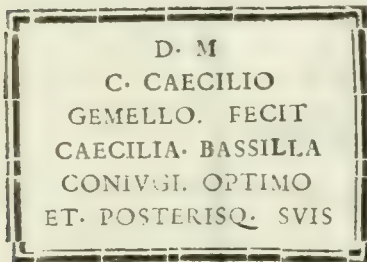 D· M
C· CAECILIO
GEMELLO. FECIT
CAECILIA· BASSILLA
CONIVGI. OPTIMO
ET· POSTERISQ. SVIS